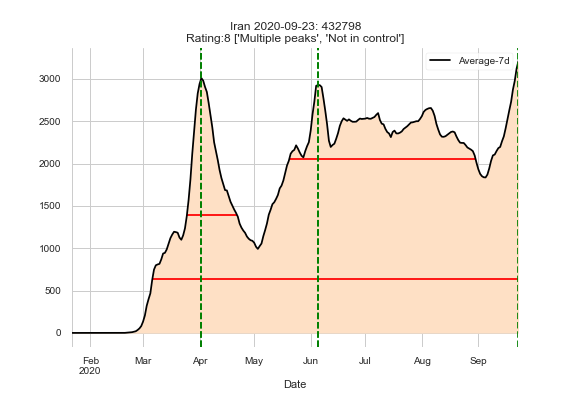 Iran 2020-09-23: 432798
Rating:8 ['Multiple peaks', 'Not in control']
Average-7d
3000
2500
2000
1500
1000
500
0
Feb Mar Apr May Jun Jul Aug Sep
2020
Date